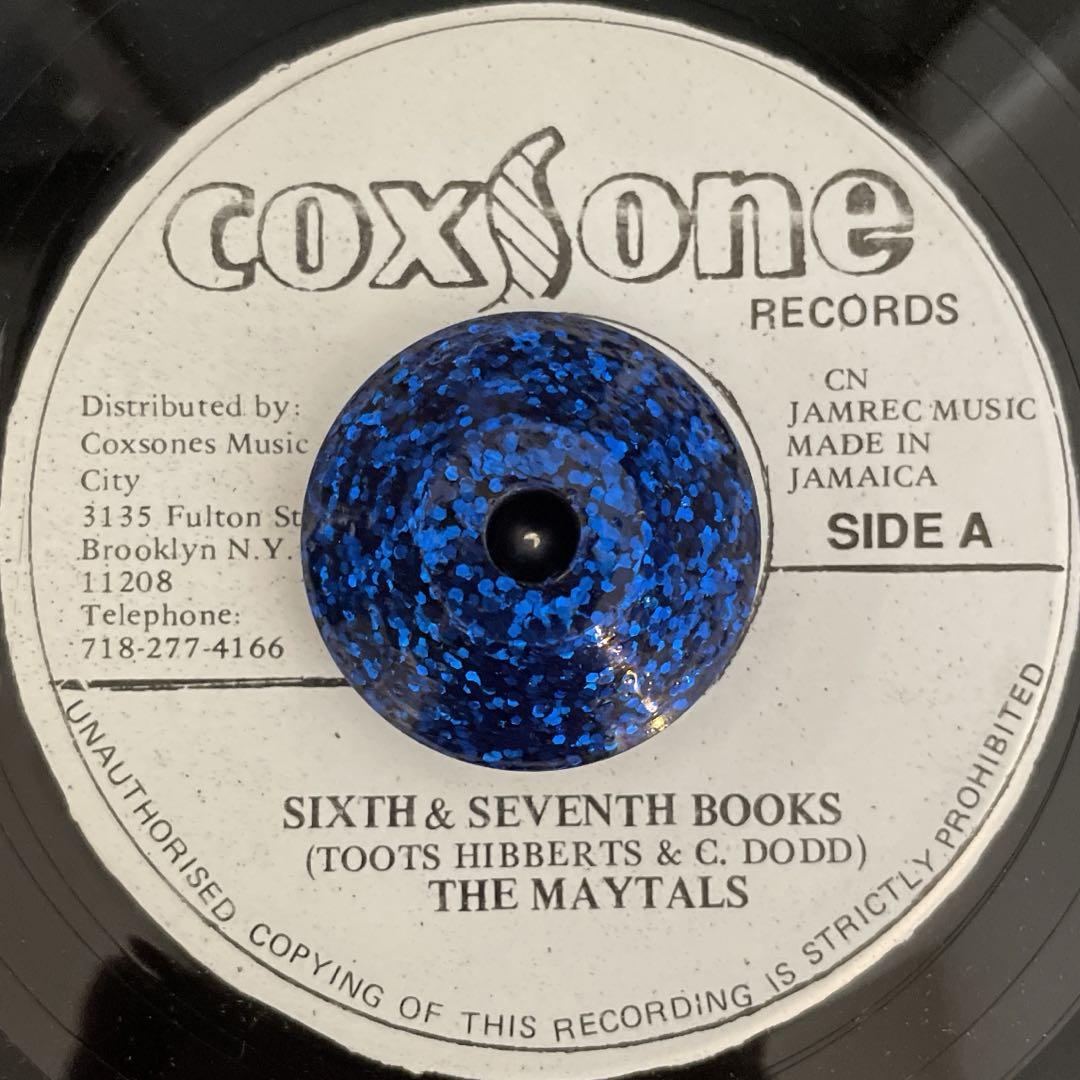 coxsone
RECORDS
Distributed by:
Coxsones Music
City
3135 Fulton St
Brooklyn N.Y.
11208
Telephone:
718-277-4166
CN
JAMREC MUSIC
MADE IN
JAMAICA
SIDE A
SIXTH & SEVENTH BOOKS
(TOOTS HIBBERTS & C. DODD)
THE MAYTALS
UNAUTHORISED COPYING OF THIS RECORDING IS STRICTLY PROHIBITED